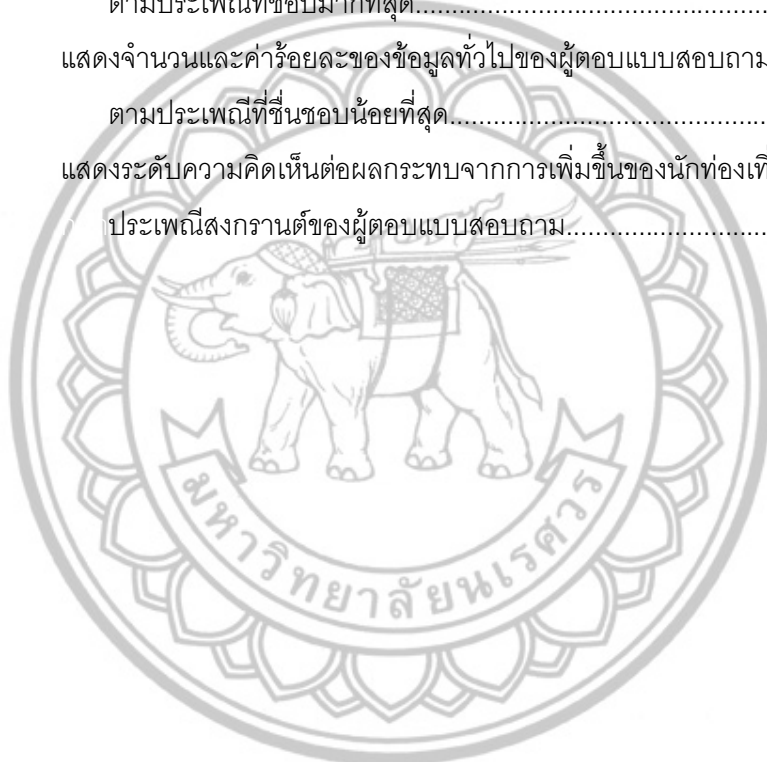 ตามประเพณีที่ชอบมากที่สุด
แสดงจำนวนและค่าร้อยละของข้อมูลทั่วไปของผู้ตอบแบบสอบถาม
ตามประเพณีที่ชื่นชอบน้อยที่สุด
แสดงระดับความคิดเห็นต่อผลกระทบจากการเพิ่มขึ้นของนักท่องเที่
ประเพณีสงกรานต์ของผู้ตอบแบบสอบถาม
มหาวิทยาลัยนเรศวร